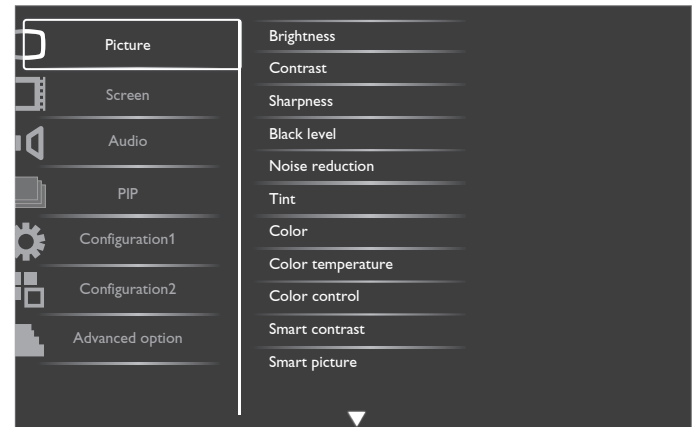 Picture
Screen
Audio
PIP
Configuration1
Configuration2
Advanced option
Brightness
Contrast
Sharpness
Black level
Noise reduction
Tint
Color
Color temperature
Color control
Smart contrast
Smart picture